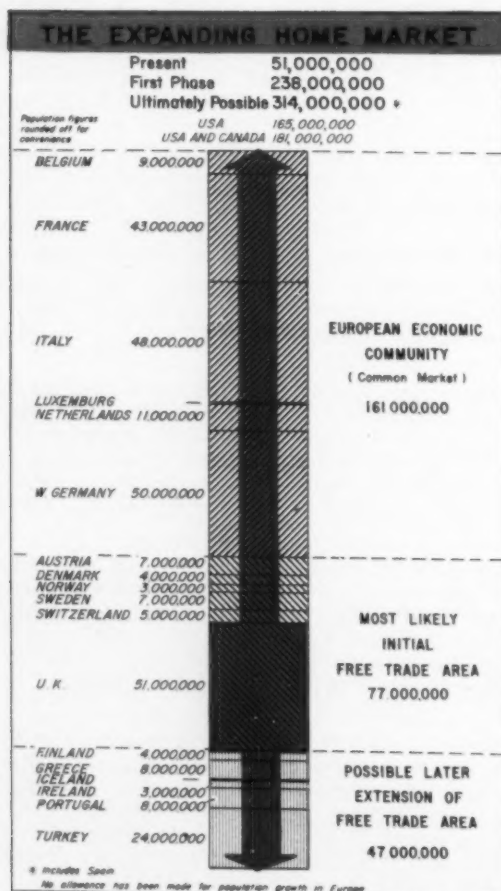 THE EXPANDING HOME MARKET
Present 51,000,000
First Phase 238,000,000
Ultimately Possible 314,000,000 *
Population figures rounded off for convenience
USA 165,000,000
USA AND CANADA 181,000,000
BELGIUM 9,000,000
FRANCE 43,000,000
ITALY 48,000,000
LUXEMBURG —
NETHERLANDS 11,000,000
W. GERMANY 50,000,000
EUROPEAN ECONOMIC
COMMUNITY
( Common Market )
161 000,000
AUSTRIA 7,000,000
DENMARK 4,000,000
NORWAY 3,000,000
SWEDEN 7,000,000
SWITZERLAND 5,000,000
U.K. 51,000,000
MOST LIKELY
INITIAL
FREE TRADE AREA
77,000,000
FINLAND 4,000,000
GREECE 8,000,000
ICELAND —
IRELAND 3,000,000
PORTUGAL 8,000,000
TURKEY 24,000,000
POSSIBLE LATER
EXTENSION OF
FREE TRADE AREA
47,000,000
* Includes Spain
No allowance has been made for population growth in Europe